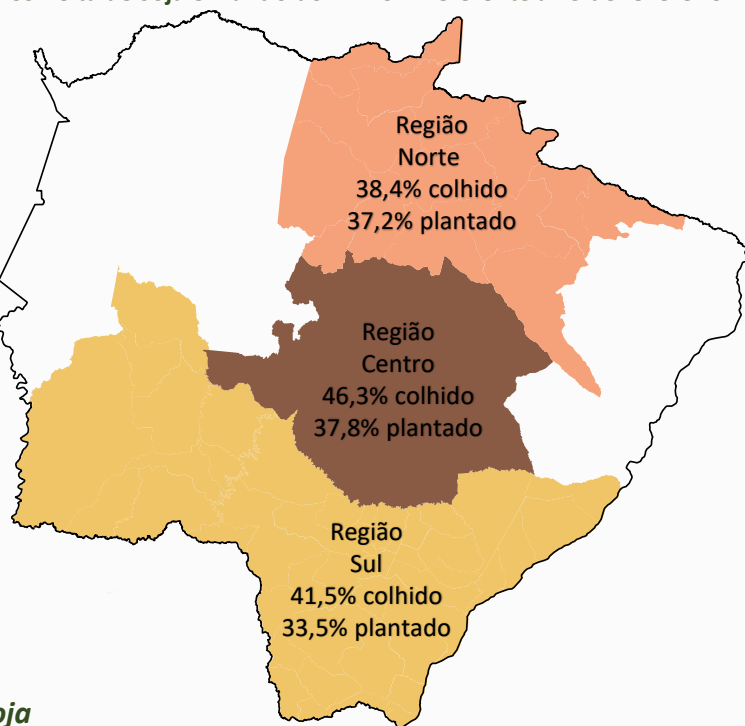 Região
Norte
38,4% colhido
37,2% plantado
Região
Centro
46,3% colhido
37,8% plantado
Região
Sul
41,5% colhido
33,5% plantado